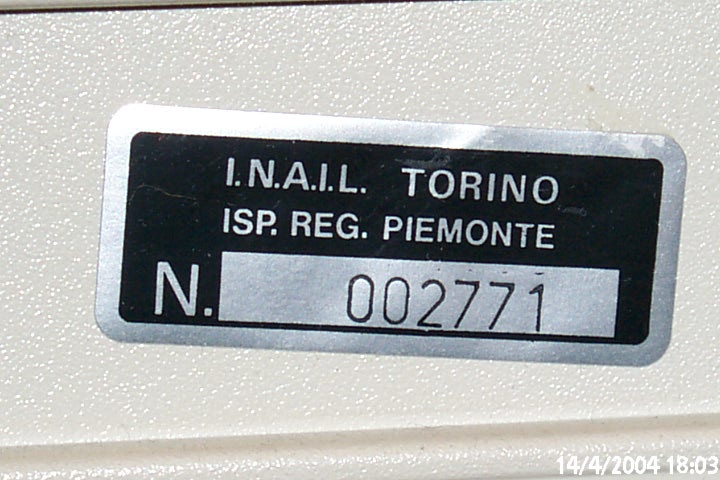 I.N.A.I.L. TORINO
ISP. REG. PIEMONTE
N. 002771
14/4/2004 18:03